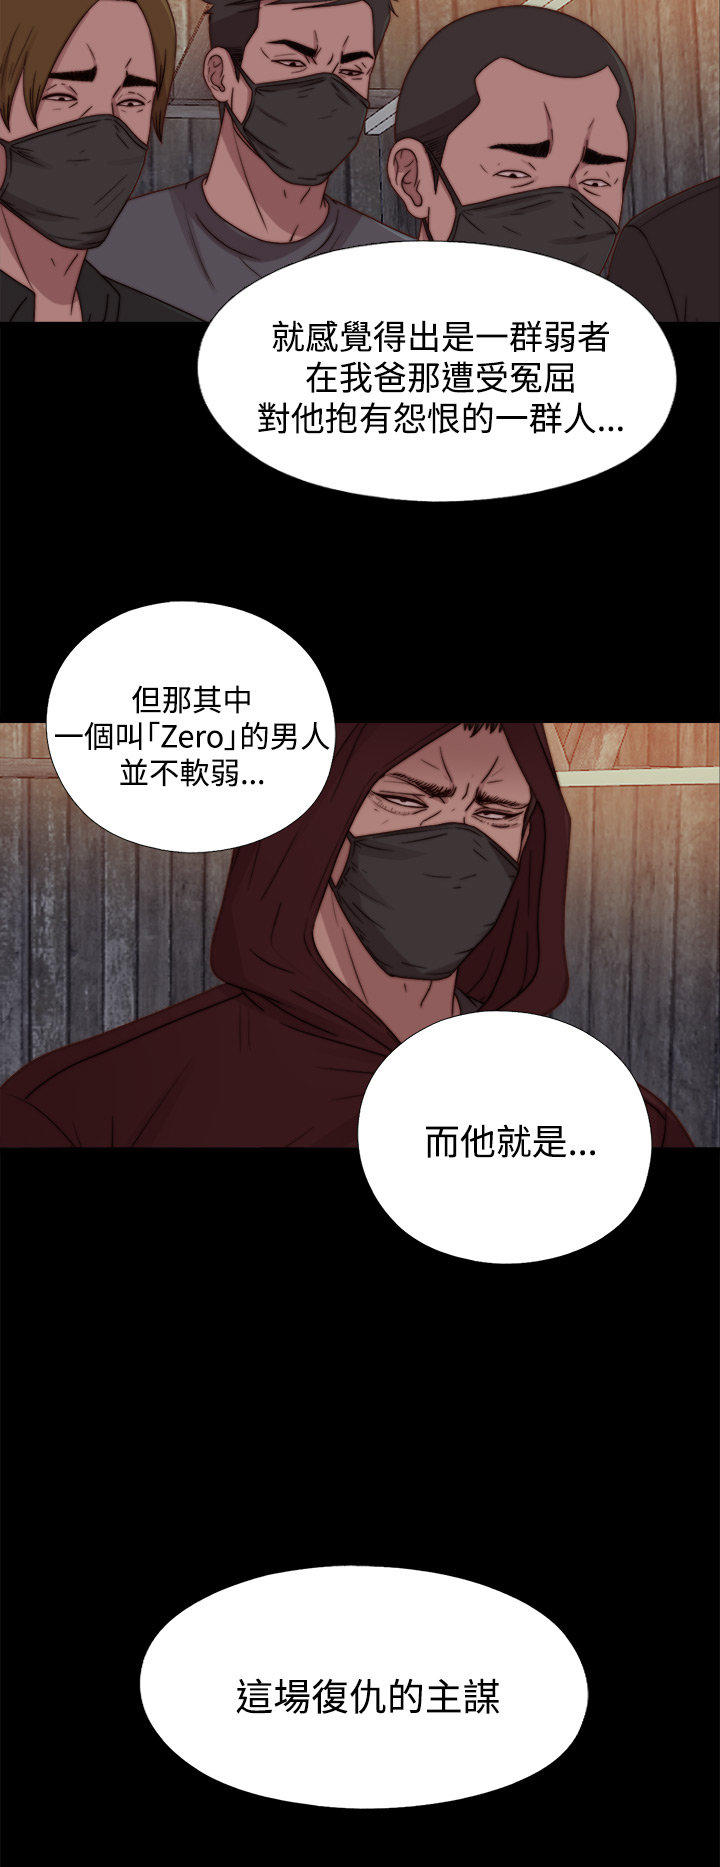 就感覺得出是一群弱者
在我爸那遭受冤屈
對他抱有怨恨的一群人...
但那其中
一個叫「Zero」的男人
並不軟弱...
而他就是...
這場復仇的主謀